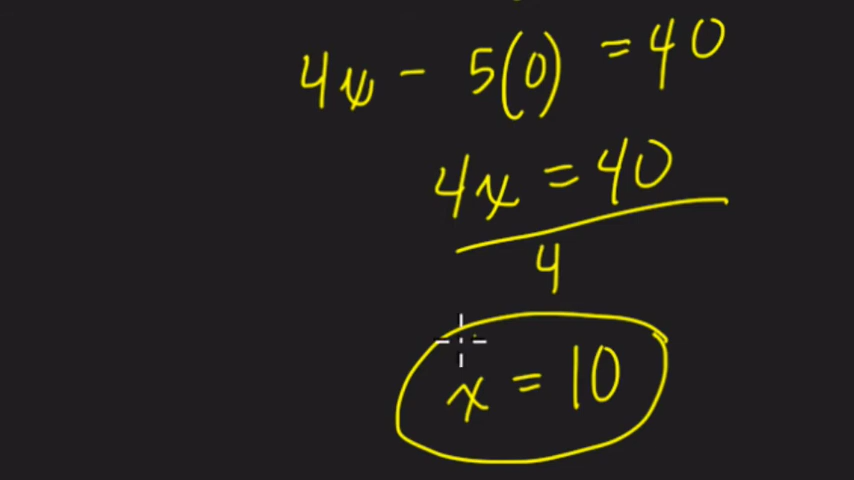 4x - 5(0) = 40
4x = 40
4
x = 10